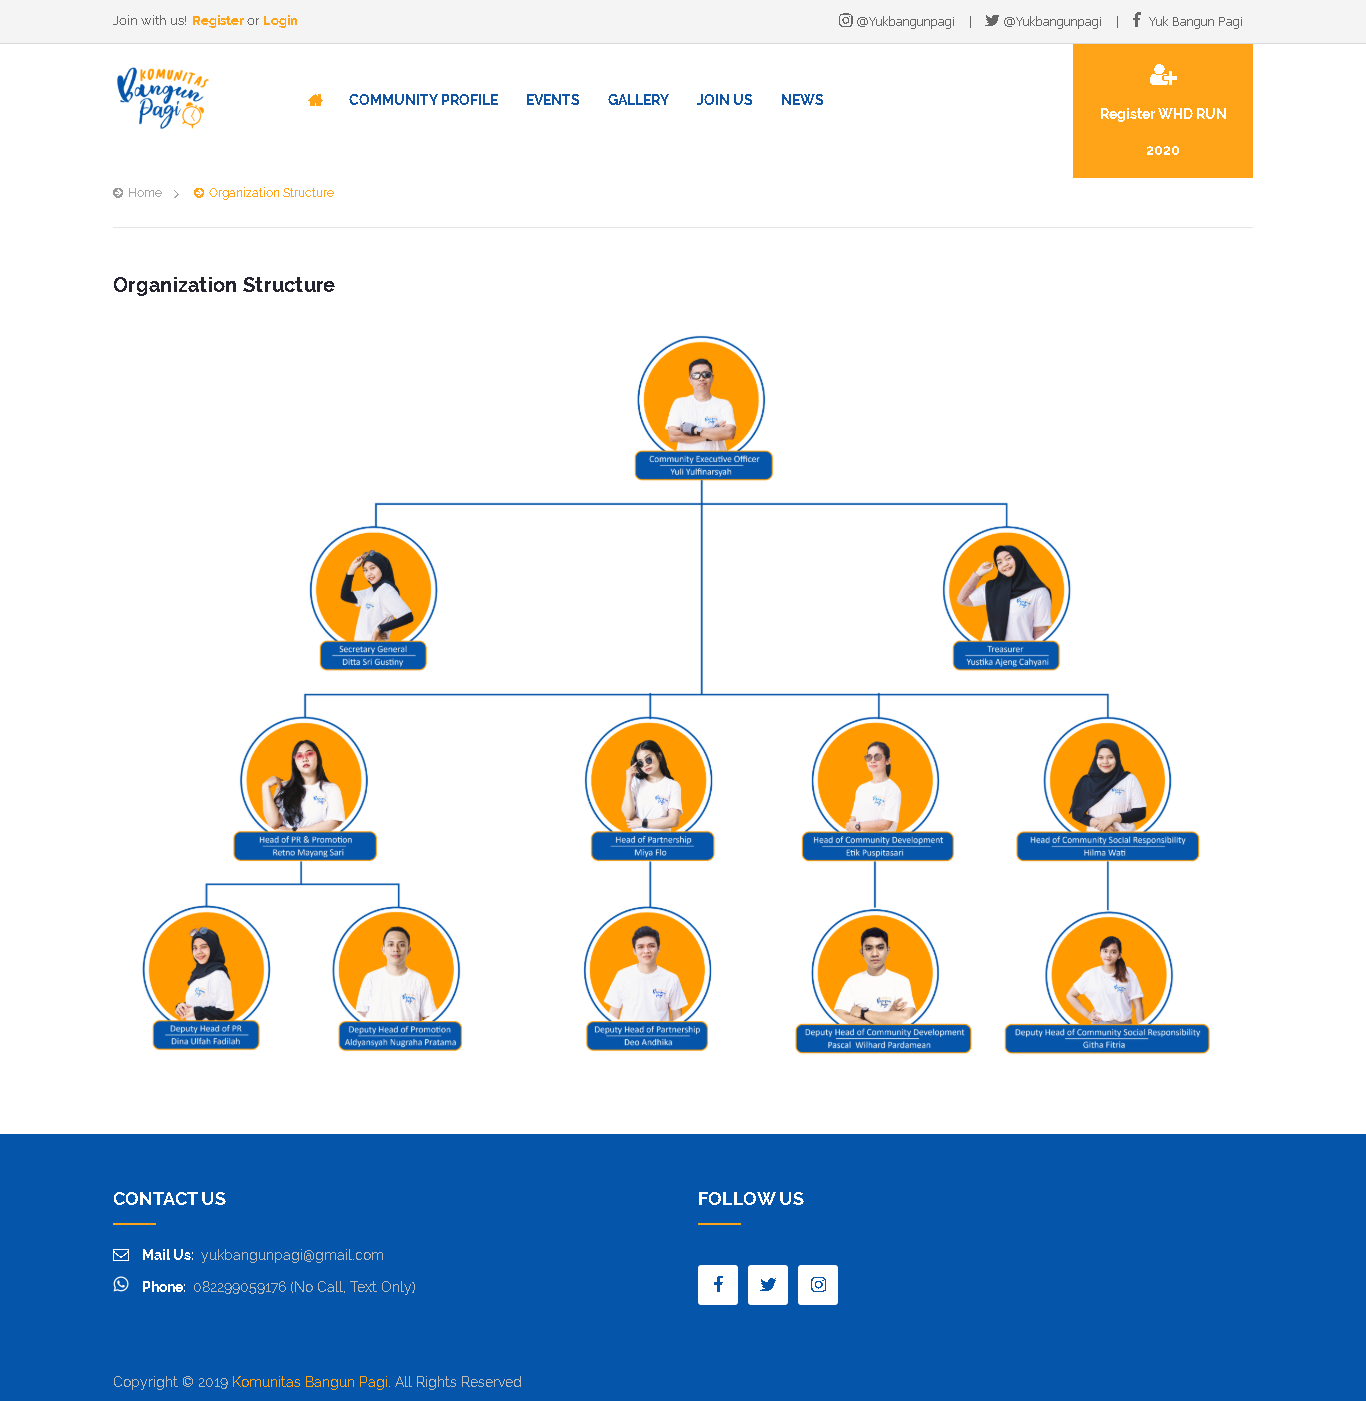 Join with us! Register or Login
@Yukbangunpagi | @Yukbangunpagi | Yuk Bangun Pagi
KOMUNITAS
Bangun
Pagi
COMMUNITY PROFILE EVENTS GALLERY JOIN US NEWS
Register WHD RUN
2020
Home > Organization Structure
Organization Structure
Community Executive Officer
Yuli Yulfinarsyah
Secretary General
Ditta Sri Gustiny
Treasurer
Yustika Ajeng Cahyani
Head of PR & Promotion
Retno Mayang Sari
Head of Partnership
Miya Flo
Head of Community Development
Etik Puspitasari
Head of Community Social Responsibility
Hilma Wati
Deputy Head of PR
Dina Ulfah Fadilah
Deputy Head of Promotion
Aldyansyah Nugraha Pratama
Deputy Head of Partnership
Deo Andhika
Deputy Head of Community Development
Pascal Wilhard Pardamean
Deputy Head of Community Social Responsibility
Githa Fitria
CONTACT US
Mail Us: yukbangunpagi@gmail.com
Phone: 082299059176 (No Call, Text Only)
FOLLOW US
Copyright © 2019 Komunitas Bangun Pagi. All Rights Reserved